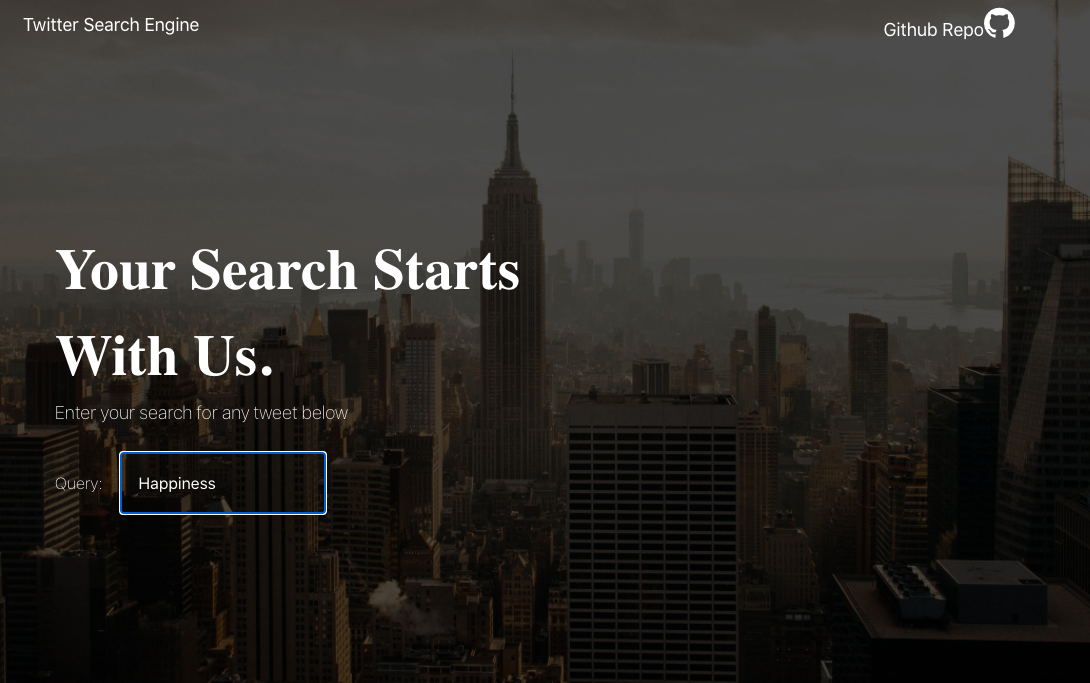 Twitter Search Engine
Github Repo
Your Search Starts
With Us.
Enter your search for any tweet below
Query: Happiness